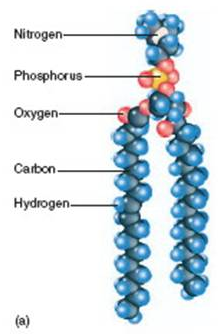 Nitrogen
Phosphorus
Oxygen
Carbon
Hydrogen
(a)